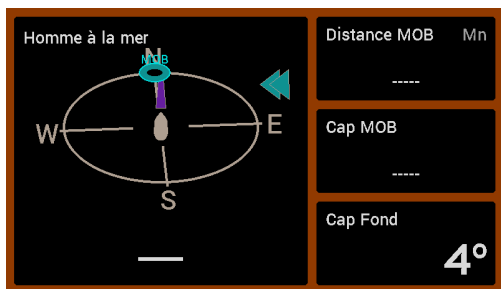 Homme à la mer
N
MOB
W
E
S
Distance MOB Mn
-----
Cap MOB
-----
Cap Fond
4°